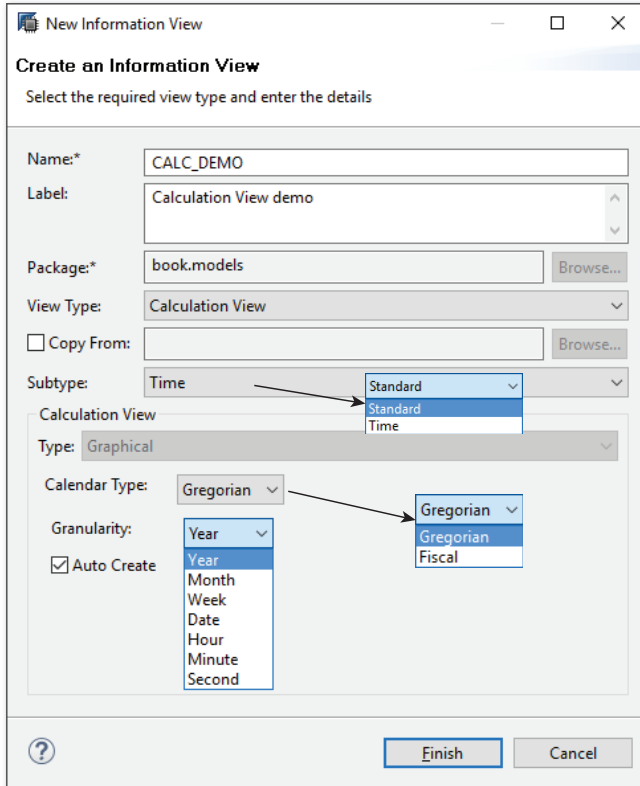 New Information View
Create an Information View
Select the required view type and enter the details
Name:* CALC_DEMO
Label: Calculation View demo
Package:* book.models Browse...
View Type: Calculation View
Copy From: Browse...
Subtype: Time Standard
Standard
Time
Calculation View
Type: Graphical
Calendar Type: Gregorian
Gregorian
Gregorian
Fiscal
Granularity: Year
Auto Create
Year
Month
Week
Date
Hour
Minute
Second
? Finish Cancel